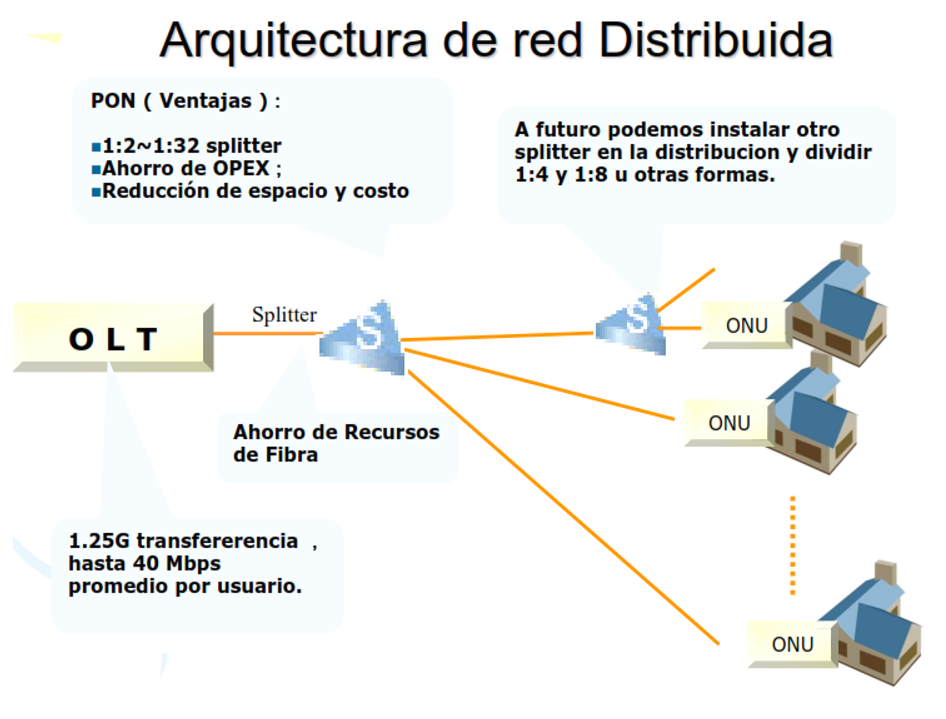 Arquitectura de red Distribuida
PON ( Ventajas ) :
■1:2~1:32 splitter
■Ahorro de OPEX ;
■Reducción de espacio y costo
A futuro podemos instalar otro
splitter en la distribucion y dividir
1:4 y 1:8 u otras formas.
O L T
Splitter
S
S
ONU
ONU
Ahorro de Recursos
de Fibra
1.25G transfererencia ,
hasta 40 Mbps
promedio por usuario.
ONU